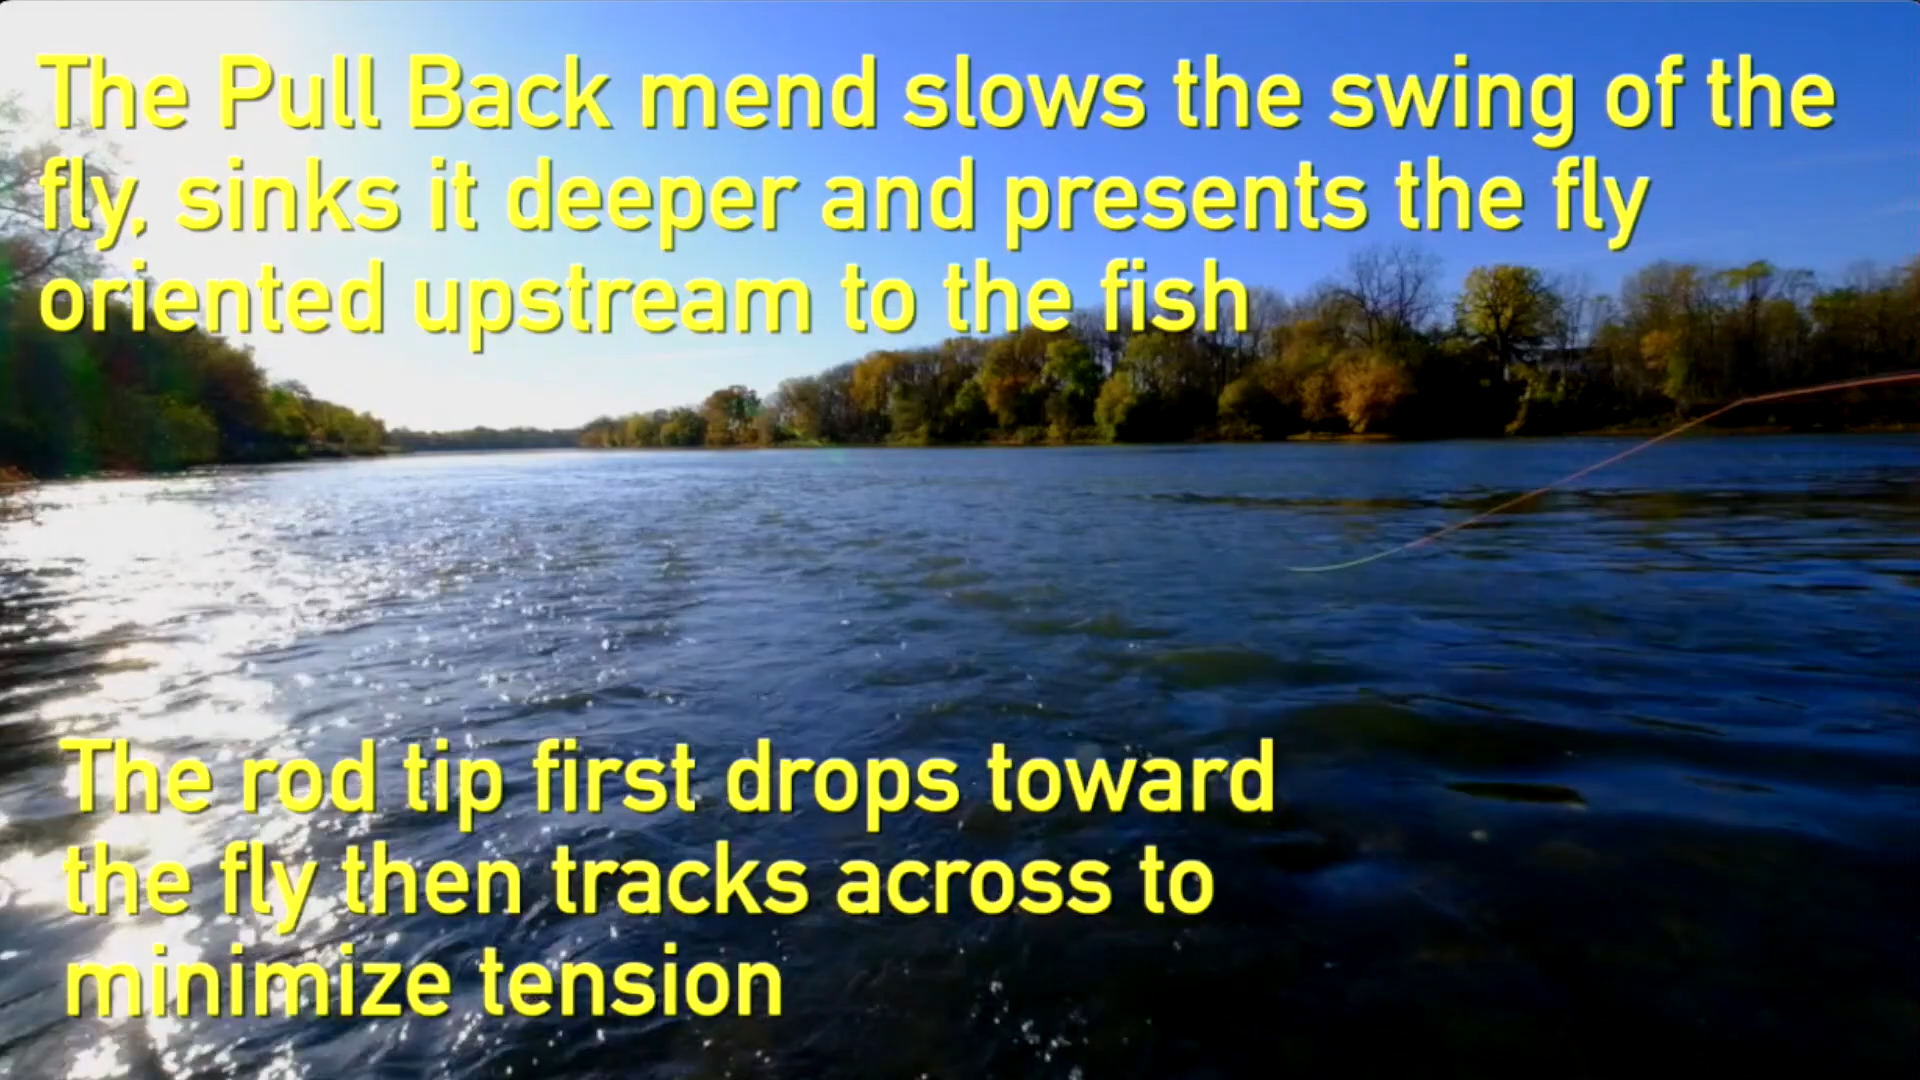 The Pull Back mend slows the swing of the
fly, sinks it deeper and presents the fly
oriented upstream to the fish
The rod tip first drops toward
the fly then tracks across to
minimize tension